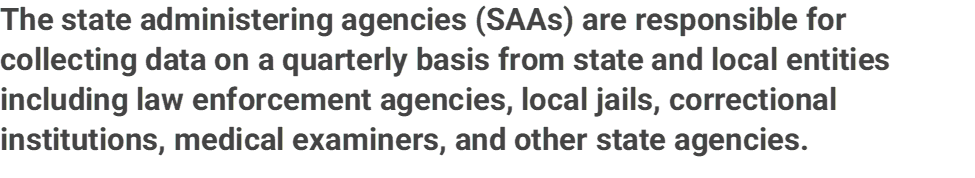 The state administering agencies (SAAs) are responsible for
collecting data on a quarterly basis from state and local entities
including law enforcement agencies, local jails, correctional
institutions, medical examiners, and other state agencies.